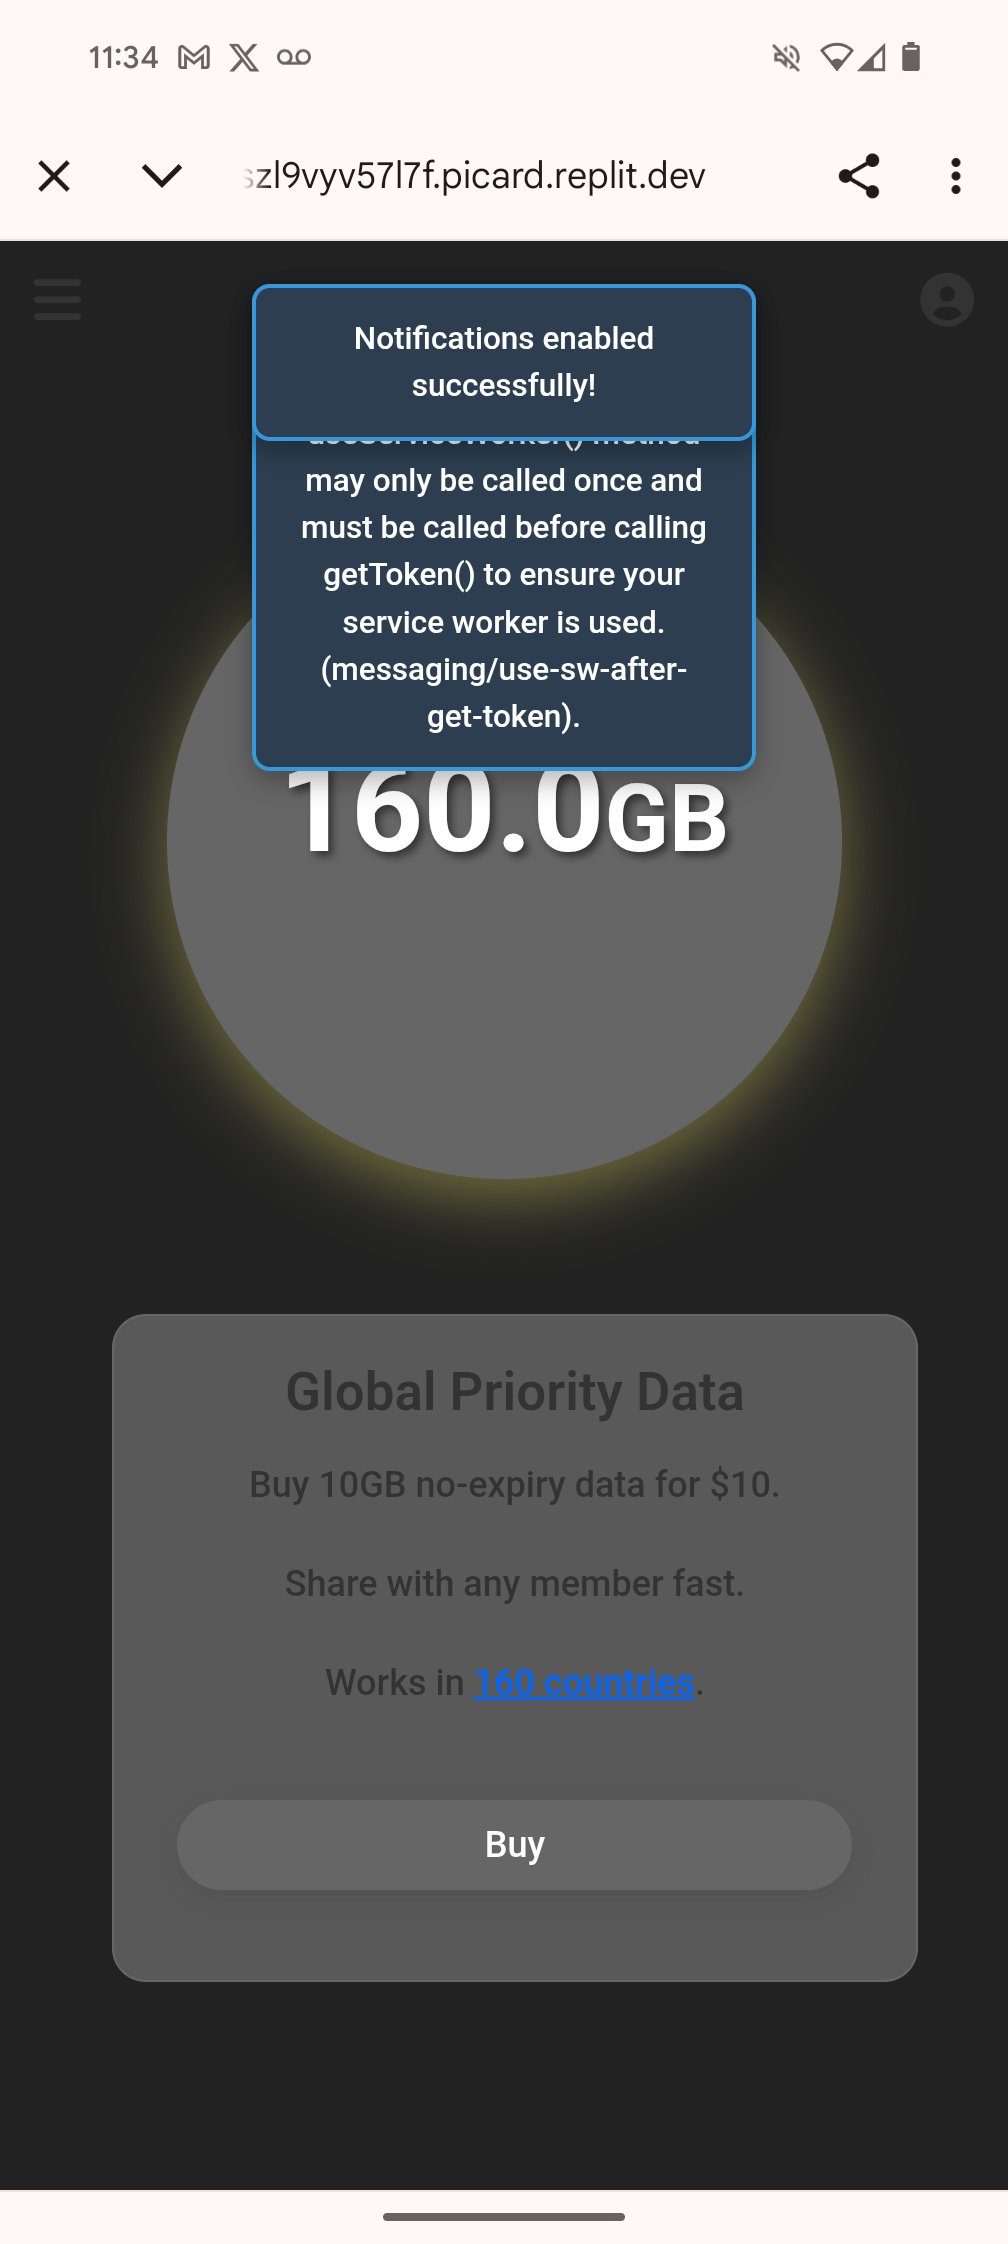 11:34
szl9vyv57l7f.picard.replit.dev
Notifications enabled
successfully!
useServiceWorker() method
may only be called once and
must be called before calling
getToken() to ensure your
service worker is used.
(messaging/use-sw-after-
get-token).
160.0GB
Global Priority Data
Buy 10GB no-expiry data for $10.
Share with any member fast.
Works in 160 countries.
Buy